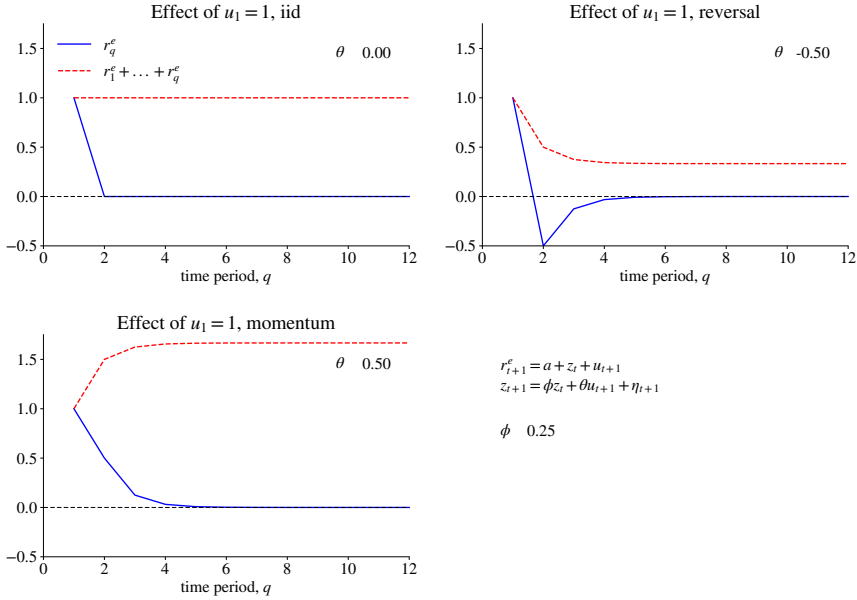 Effect of u₁ = 1, iid
θ 0.00
r_q^e
r_1^e + … + r_q^e
1.5
1.0
0.5
0.0
−0.5
0 2 4 6 8 10 12
time period, q
Effect of u₁ = 1, reversal
θ -0.50
1.5
1.0
0.5
0.0
−0.5
0 2 4 6 8 10 12
time period, q
Effect of u₁ = 1, momentum
θ 0.50
1.5
1.0
0.5
0.0
−0.5
0 2 4 6 8 10 12
time period, q
r_{t+1}^e = a + z_t + u_{t+1}
z_{t+1} = ϕz_t + θu_{t+1} + η_{t+1}
ϕ 0.25